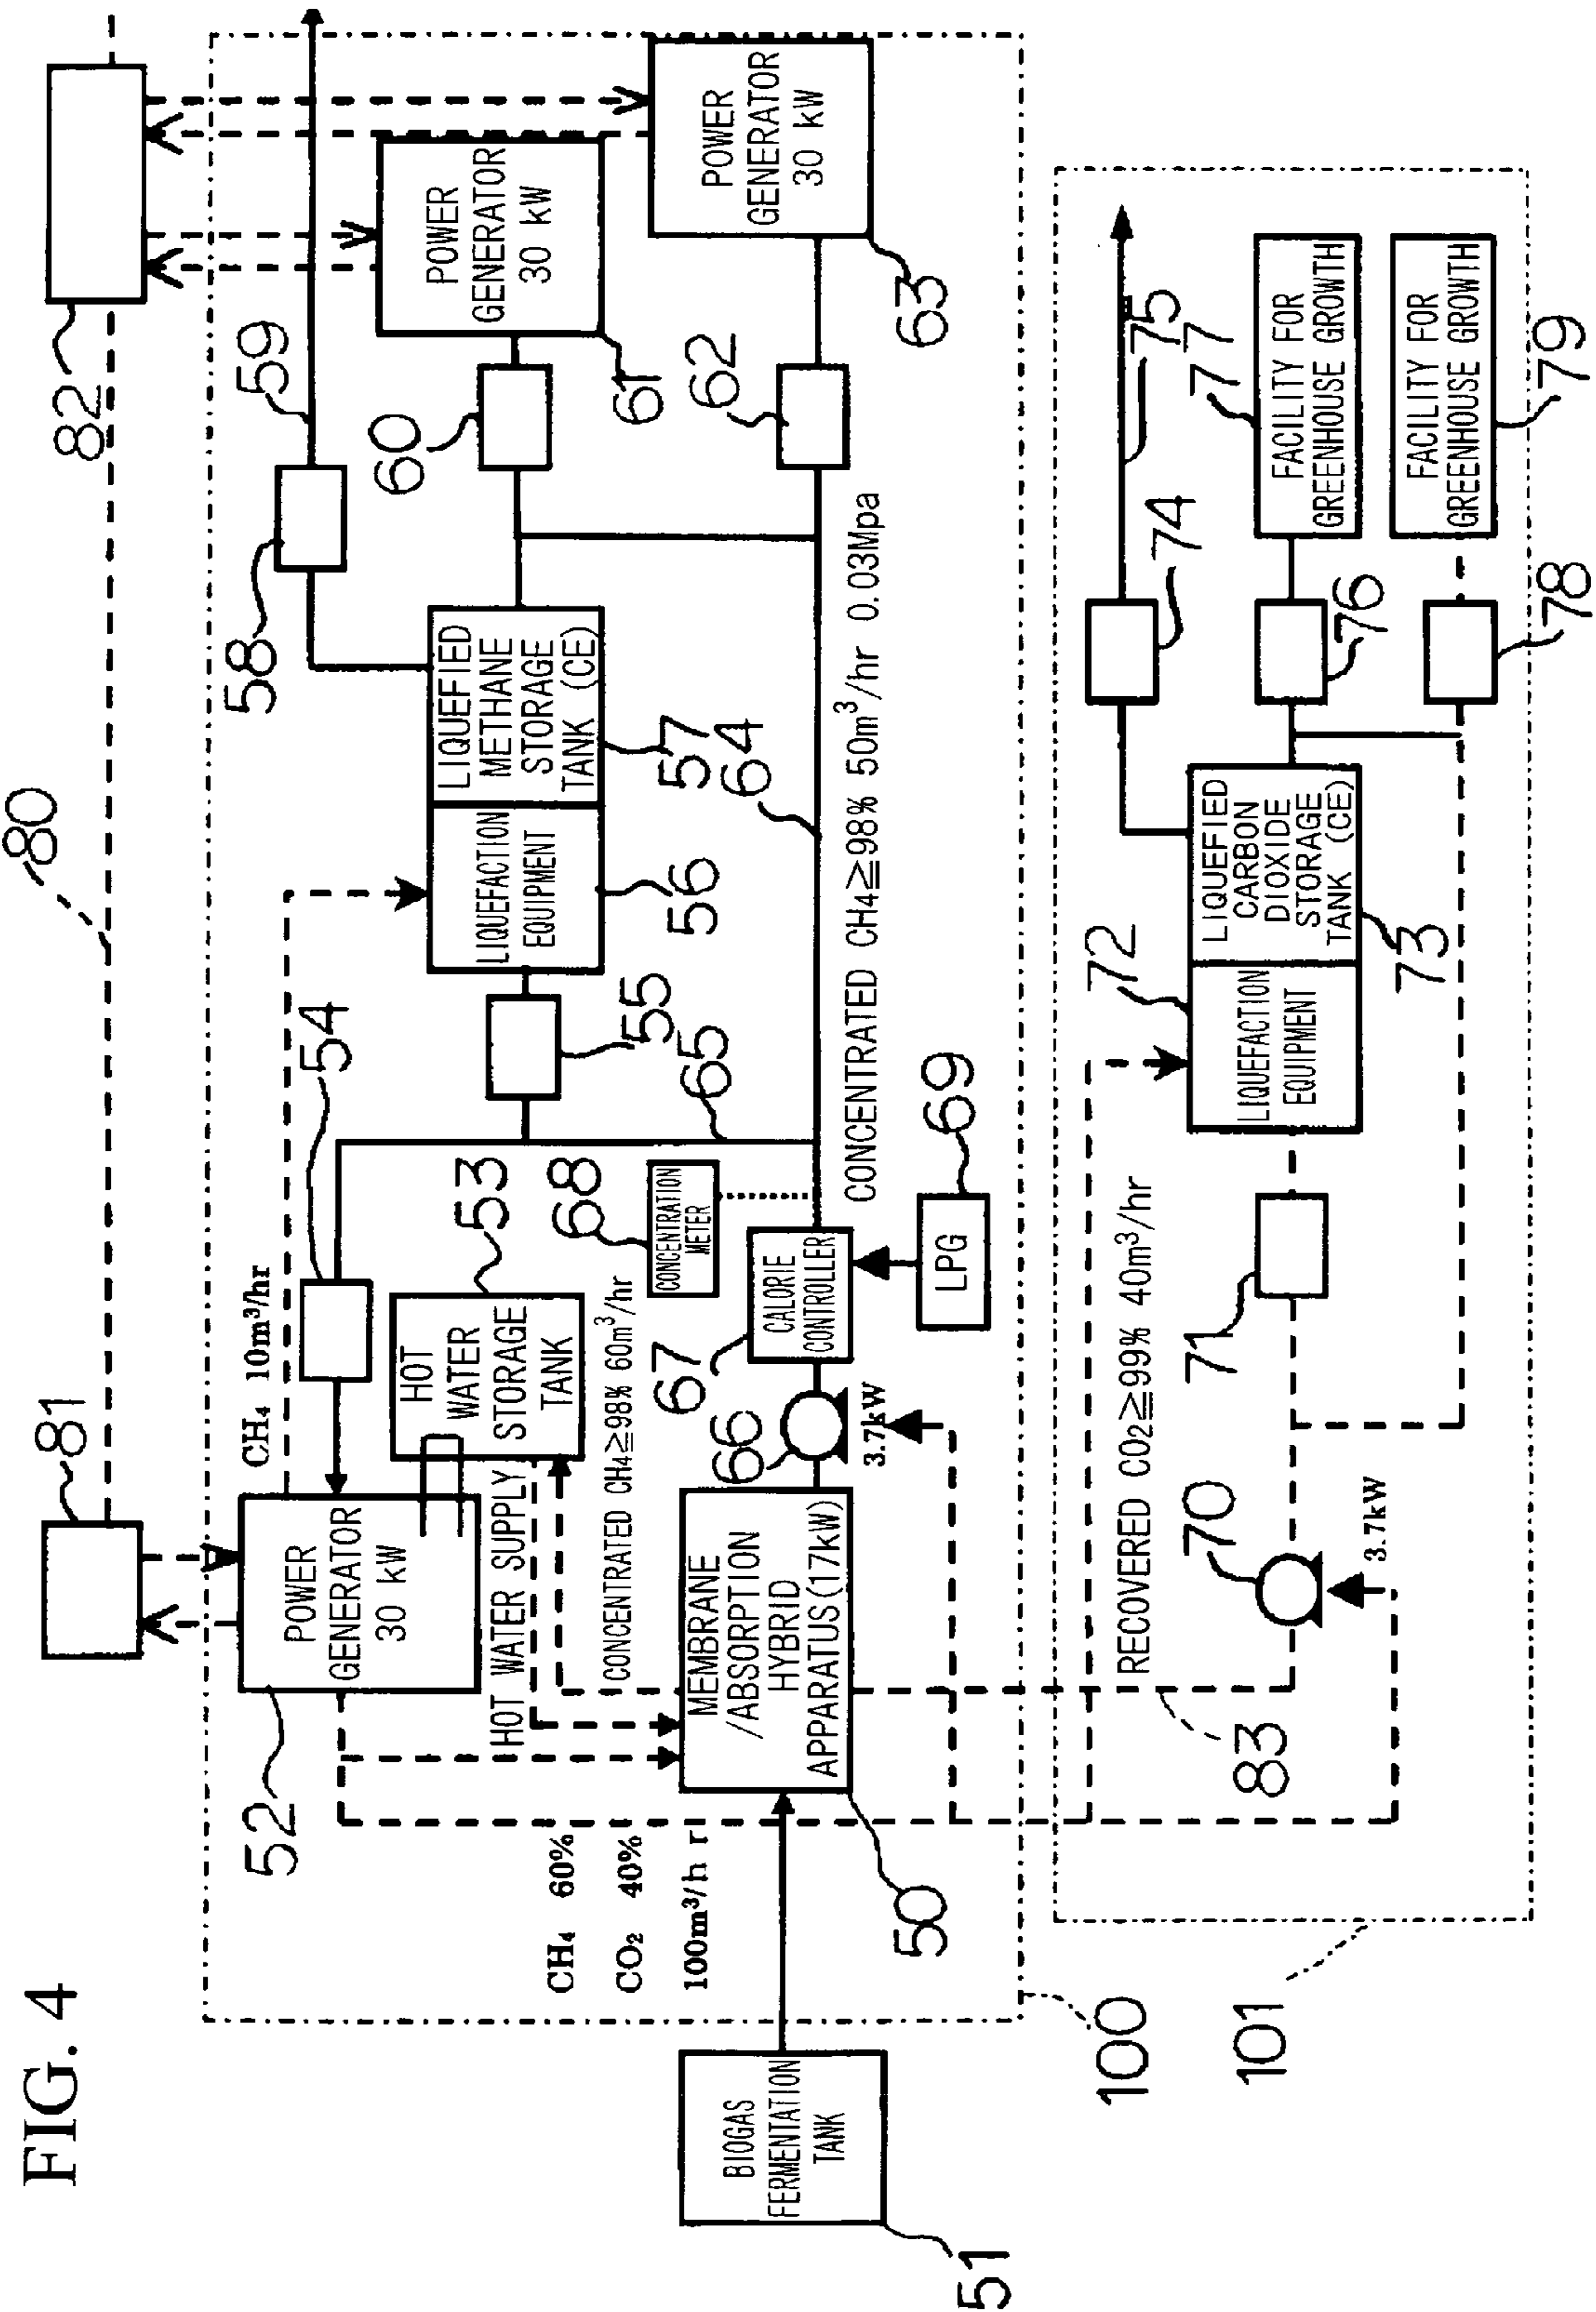 FIG. 4
80
81
82
CH₄ 10m³/hr
54
58
59
POWER
GENERATOR
30 kW
52
HOT
WATER
STORAGE
TANK
53
HOT WATER SUPPLY
CONCENTRATED CH₄≧98% 60m³/hr
55
LIQUEFACTION
EQUIPMENT
56
LIQUEFIED
METHANE
STORAGE
TANK (CE)
57
60
POWER
GENERATOR
30 kW
61
62
POWER
GENERATOR
30 kW
63
64
65
CH₄ 60%
CO₂ 40%
100m³/h r
BIOGAS
FERMENTATION
TANK
51
MEMBRANE
/ABSORPTION
HYBRID
APPARATUS(17kW)
50
66
3.7kW
CALORIE
CONTROLLER
67
CONCENTRATION
METER
68
LPG
69
CONCENTRATED CH₄≧98% 50m³/hr 0.03Mpa
100
101
RECOVERED CO₂≧99% 40m³/hr
83
70
3.7kW
71
LIQUEFACTION
EQUIPMENT
72
LIQUEFIED
CARBON
DIOXIDE
STORAGE
TANK (CE)
73
74
75
76
FACILITY FOR
GREENHOUSE GROWTH
77
78
FACILITY FOR
GREENHOUSE GROWTH
79